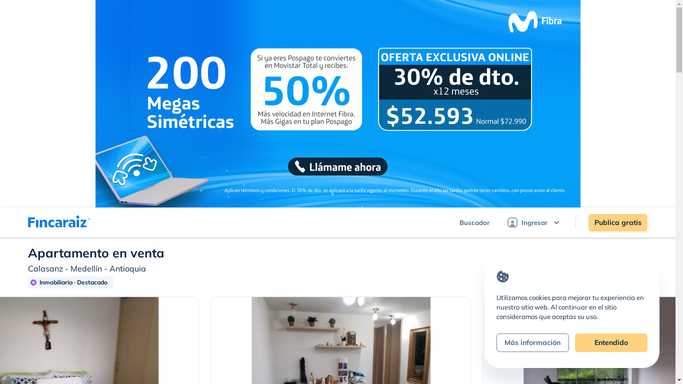 Fibra
200
Megas
Simétricas
Si ya eres Pospago te conviertes
en Movistar Total y recibes.
50%
Más velocidad en Internet Fibra.
Más Gigas en tu plan Pospago
OFERTA EXCLUSIVA ONLINE
30% de dto.
x12 meses
$52.593 Normal $72.990
Llámame ahora
Fincaraiz
Buscador
Ingresar
Publica gratis
Apartamento en venta
Calasanz - Medellín - Antioquia
Inmobiliaria · Destacado
Utilizamos cookies para mejorar tu experiencia en
nuestro sitio web. Al continuar en el sitio
consideramos que aceptas su uso.
Más información
Entendido